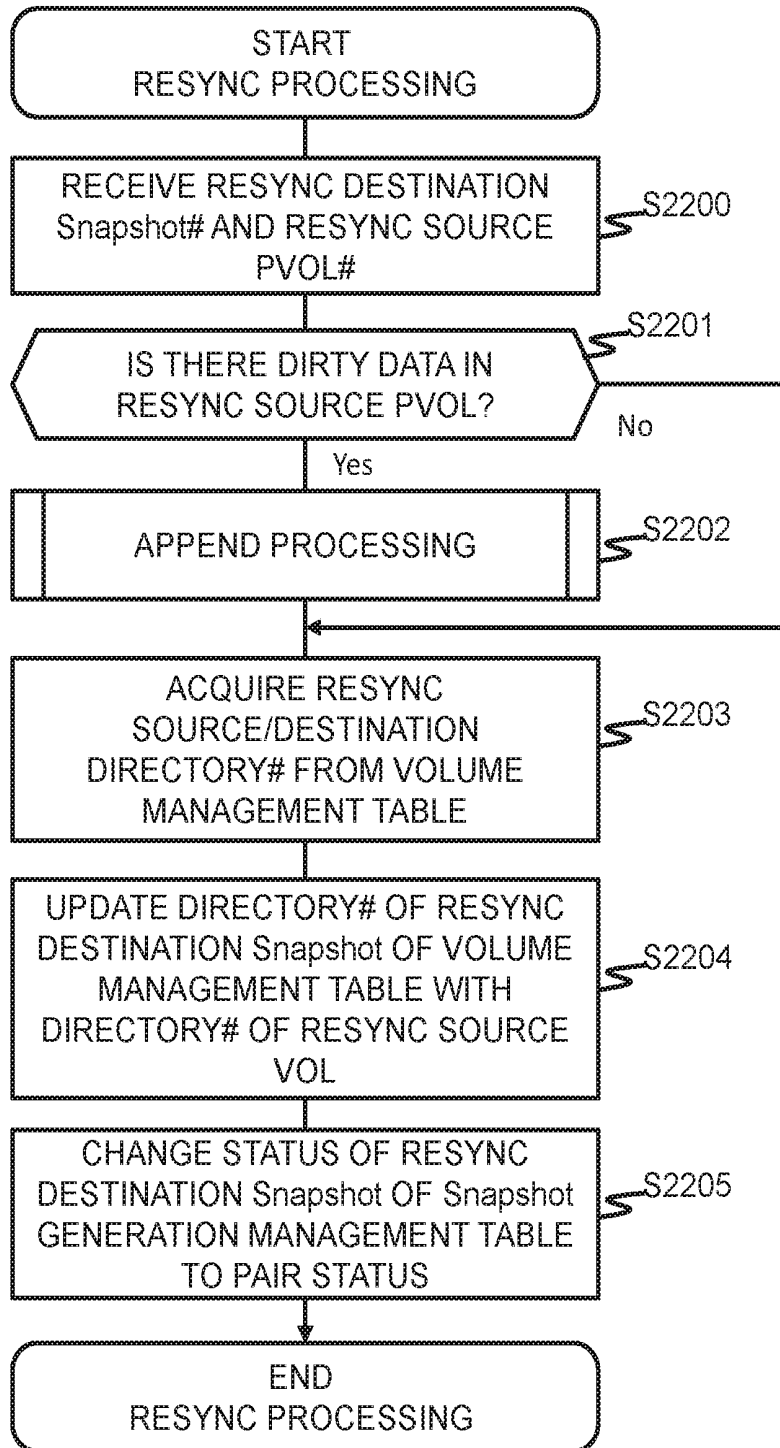 START
RESYNC PROCESSING
RECEIVE RESYNC DESTINATION
Snapshot# AND RESYNC SOURCE
PVOL#
S2200
IS THERE DIRTY DATA IN
RESYNC SOURCE PVOL?
S2201
No
Yes
APPEND PROCESSING
S2202
ACQUIRE RESYNC
SOURCE/DESTINATION
DIRECTORY# FROM VOLUME
MANAGEMENT TABLE
S2203
UPDATE DIRECTORY# OF RESYNC
DESTINATION Snapshot OF VOLUME
MANAGEMENT TABLE WITH
DIRECTORY# OF RESYNC SOURCE
VOL
S2204
CHANGE STATUS OF RESYNC
DESTINATION Snapshot OF Snapshot
GENERATION MANAGEMENT TABLE
TO PAIR STATUS
S2205
END
RESYNC PROCESSING